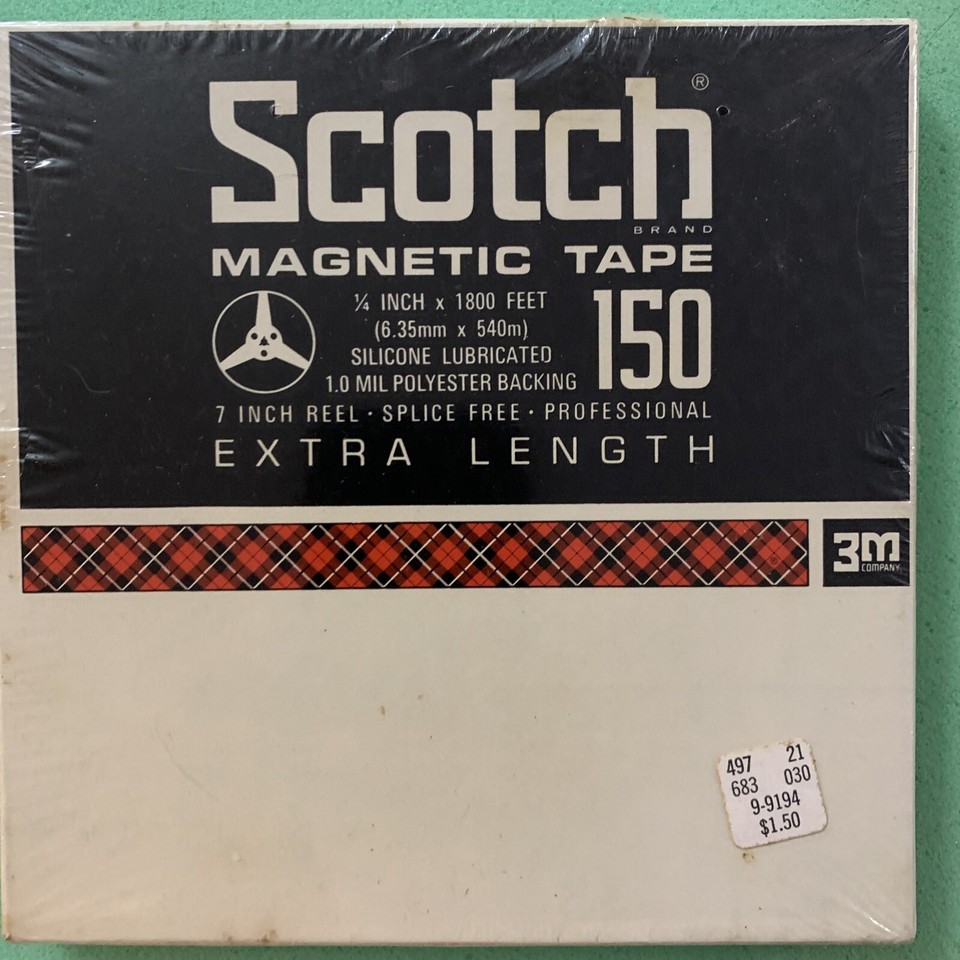 Scotch®
BRAND
MAGNETIC TAPE
¼ INCH x 1800 FEET
(6.35mm x 540m)
SILICONE LUBRICATED
1.0 MIL POLYESTER BACKING
150
7 INCH REEL · SPLICE FREE · PROFESSIONAL
EXTRA LENGTH
3M
COMPANY
497 21
683 030
9-9194
$1.50